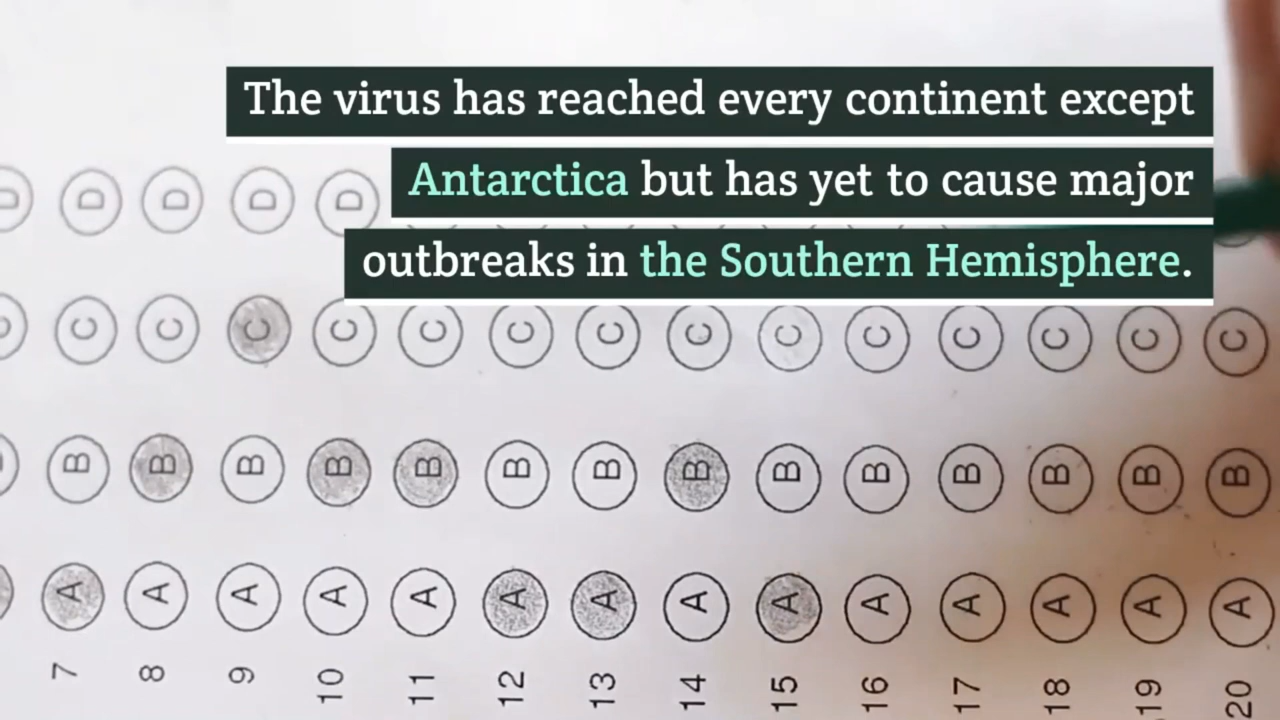 The virus has reached every continent except
Antarctica but has yet to cause major
outbreaks in the Southern Hemisphere.
D D D D D
C C C C C C C C C C C C C C
B B B B B B B B B B B B B B
A A A A A A A A A A A A A A
7 8 9 10 11 12 13 14 15 16 17 18 19 20